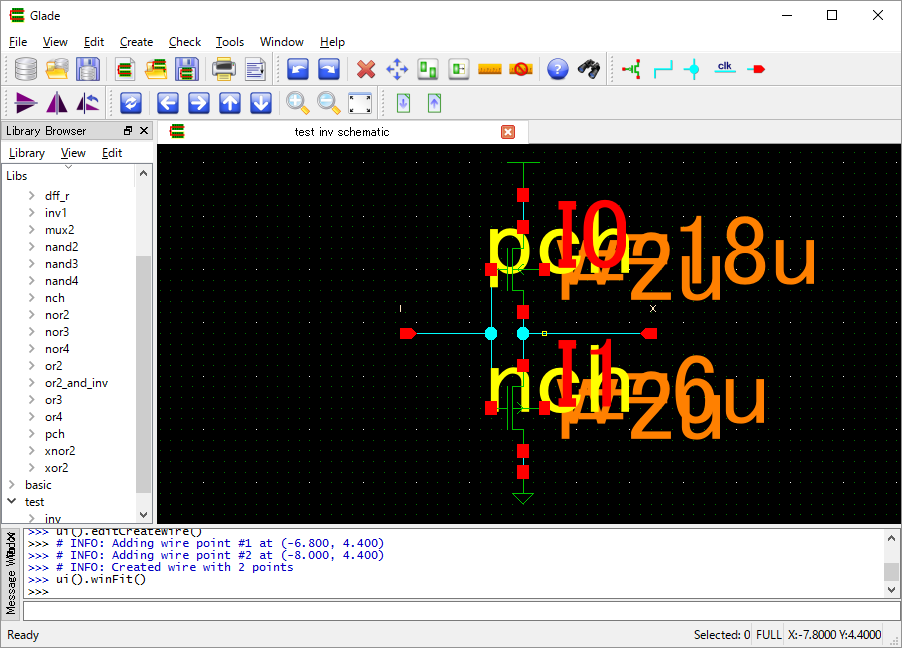 Glade
File View Edit Create Check Tools Window Help
clk
Library Browser
test inv schematic
Library View Edit
Libs
dff_r
inv1
mux2
nand2
nand3
nand4
nch
nor2
nor3
nor4
or2
or2_and_inv
or3
or4
pch
xnor2
xor2
basic
test
inv
I0
pch
18u
2u
I
X
I1
nch
6u
2u
Message Window
>>> ui().editCreateWire()
>>> # INFO: Adding wire point #1 at (-6.800, 4.400)
>>> # INFO: Adding wire point #2 at (-8.000, 4.400)
>>> # INFO: Created wire with 2 points
>>> ui().winFit()
>>>
Ready
Selected: 0 FULL X:-7.8000 Y:4.4000